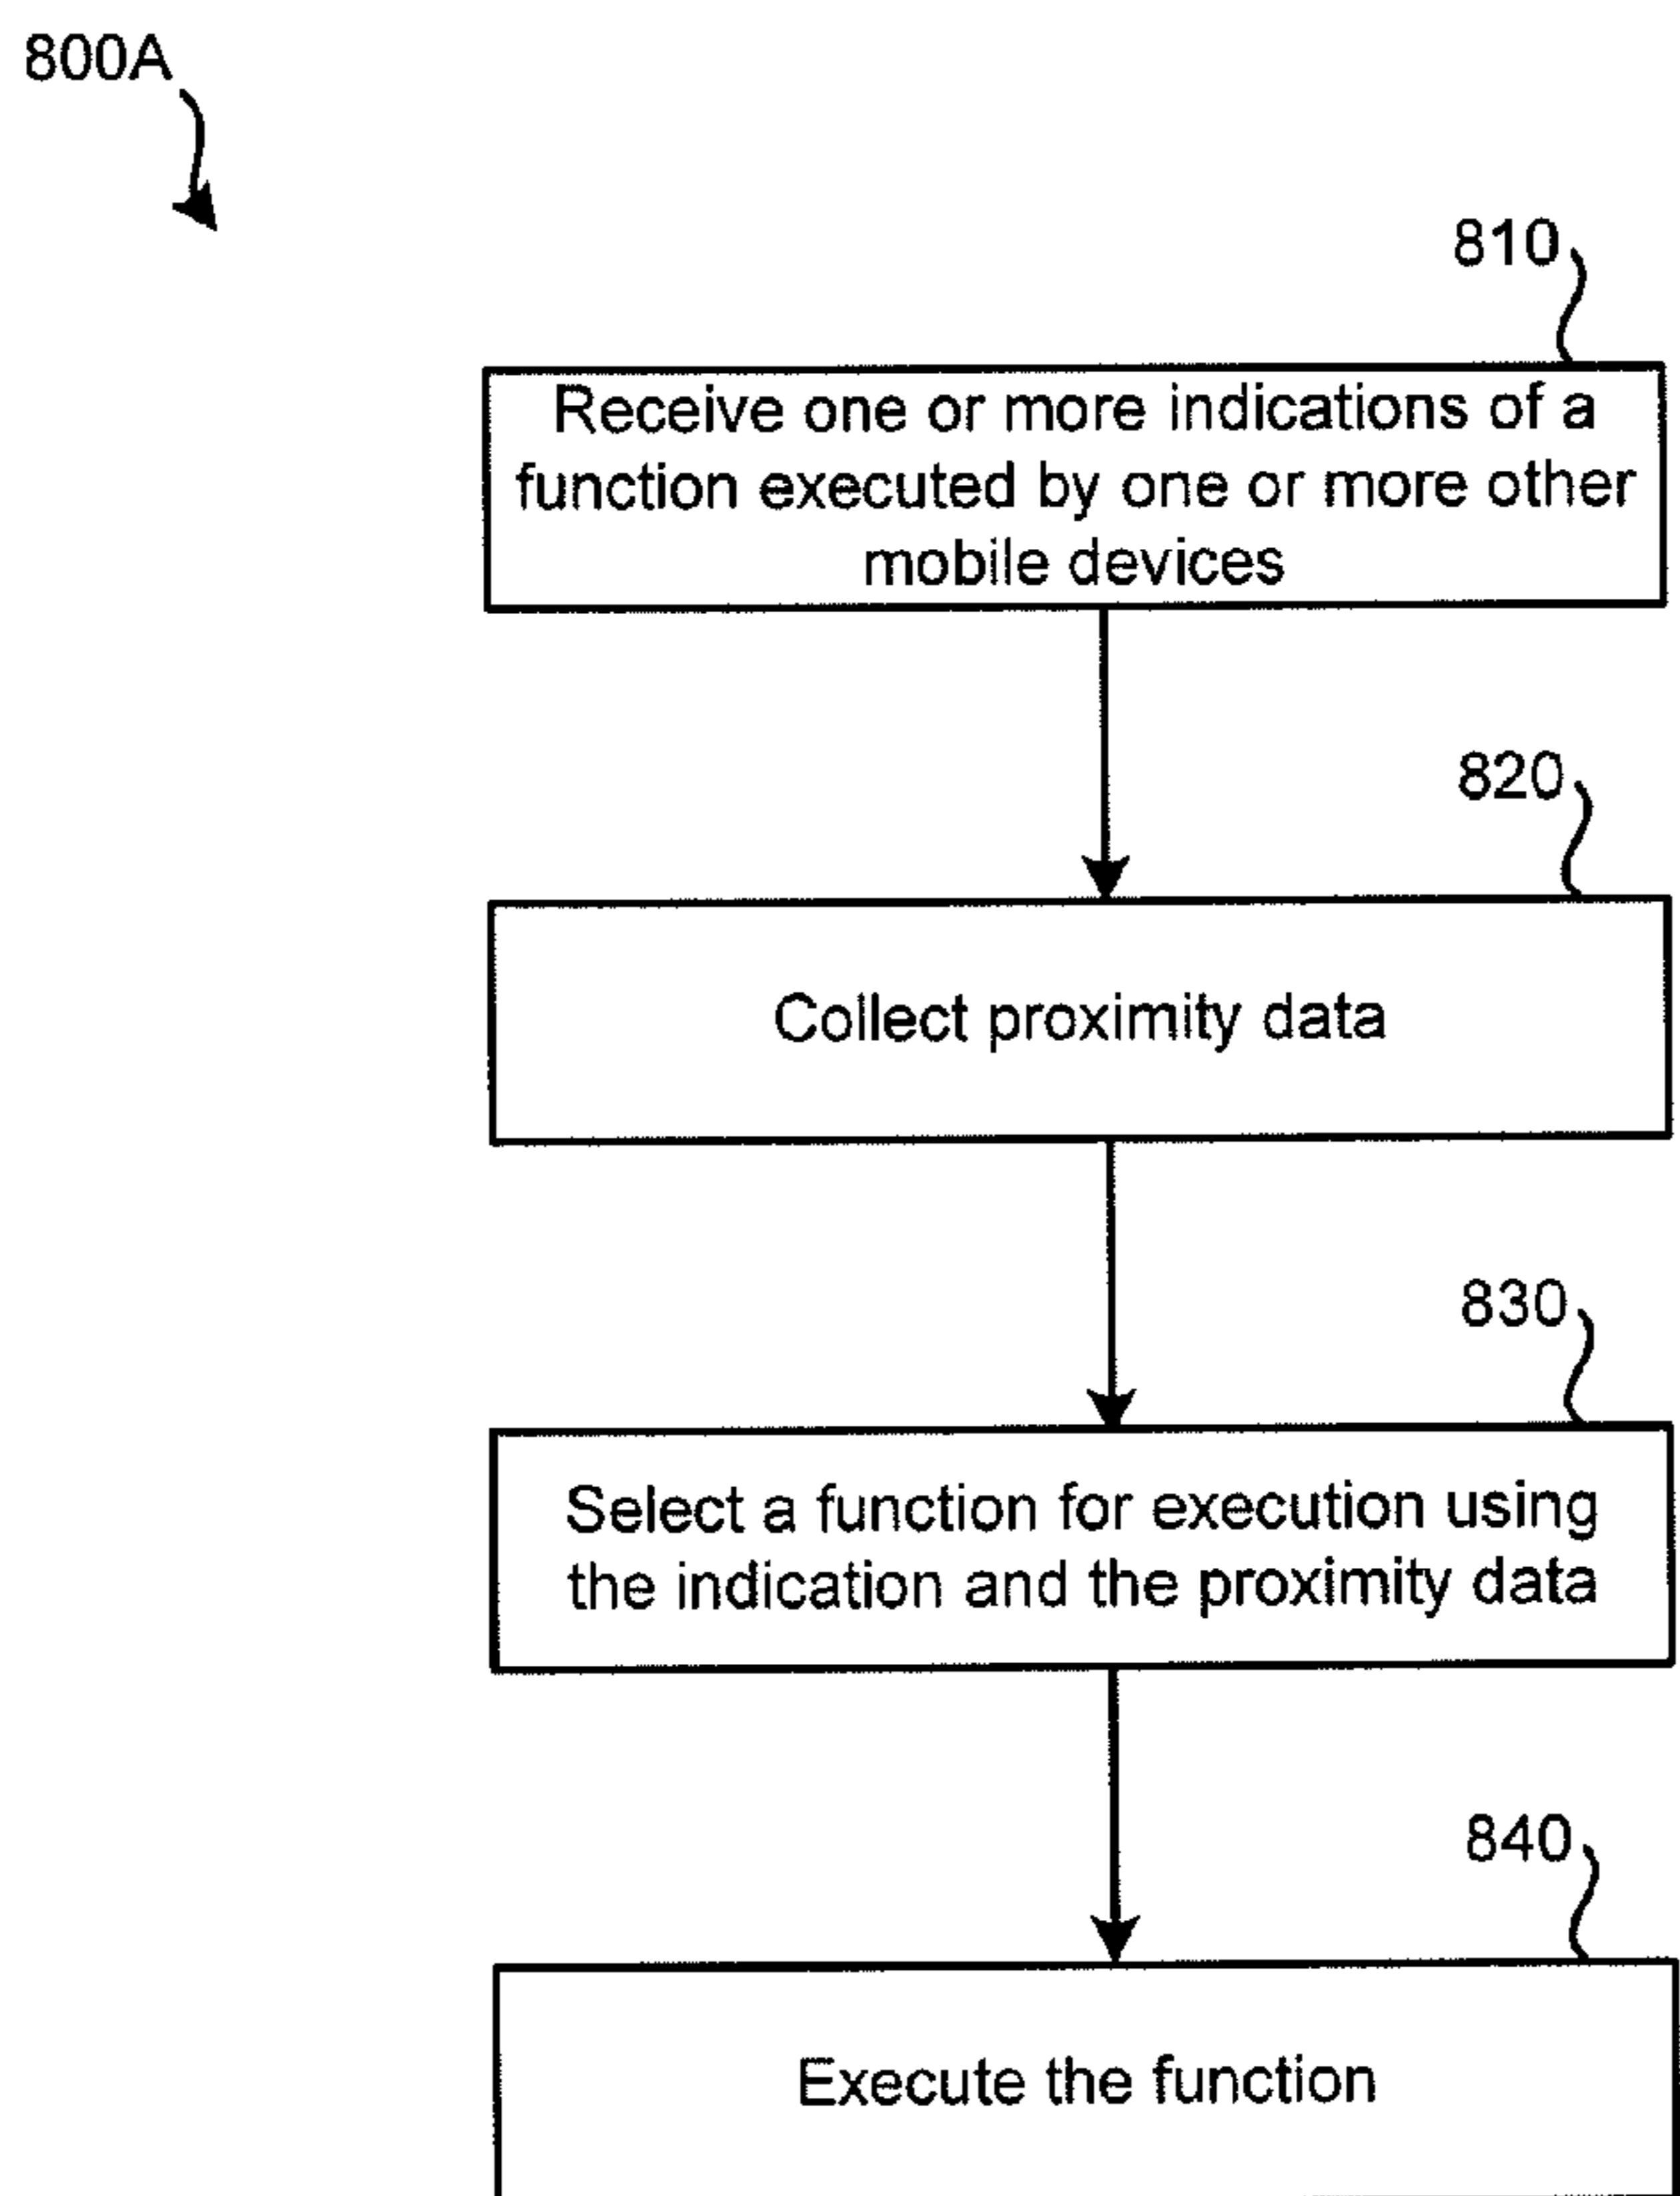 800A
810
Receive one or more indications of a
function executed by one or more other
mobile devices
820
Collect proximity data
830
Select a function for execution using
the indication and the proximity data
840
Execute the function